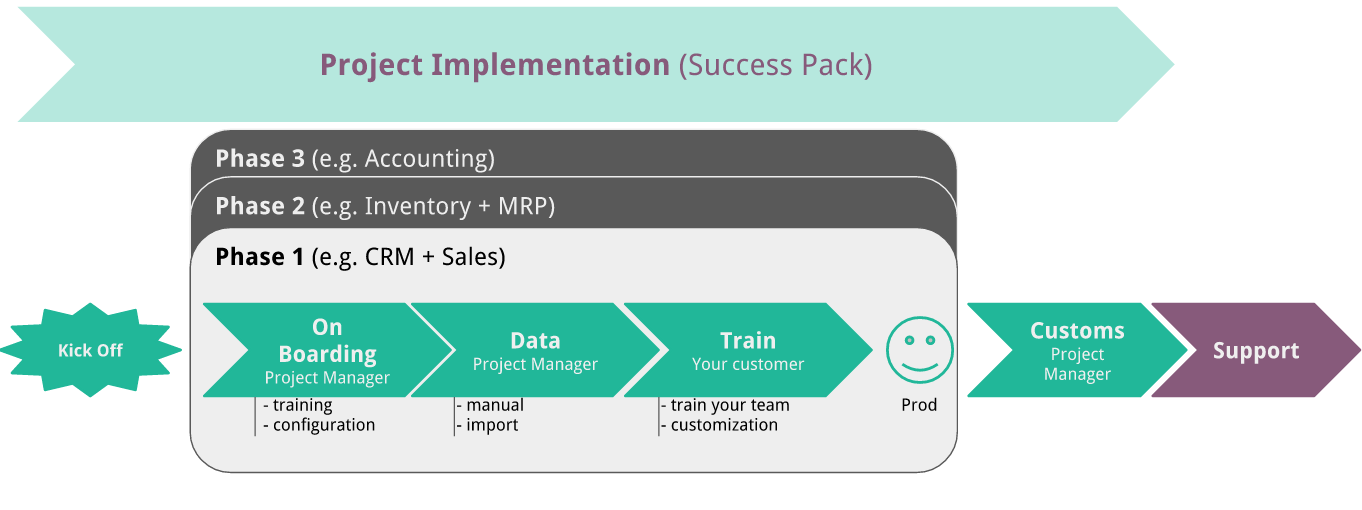 Project Implementation (Success Pack)
Phase 3 (e.g. Accounting)
Phase 2 (e.g. Inventory + MRP)
Phase 1 (e.g. CRM + Sales)
Kick Off
On
Boarding
Project Manager
- training
- configuration
Data
Project Manager
- manual
- import
Train
Your customer
- train your team
- customization
Prod
Customs
Project
Manager
Support